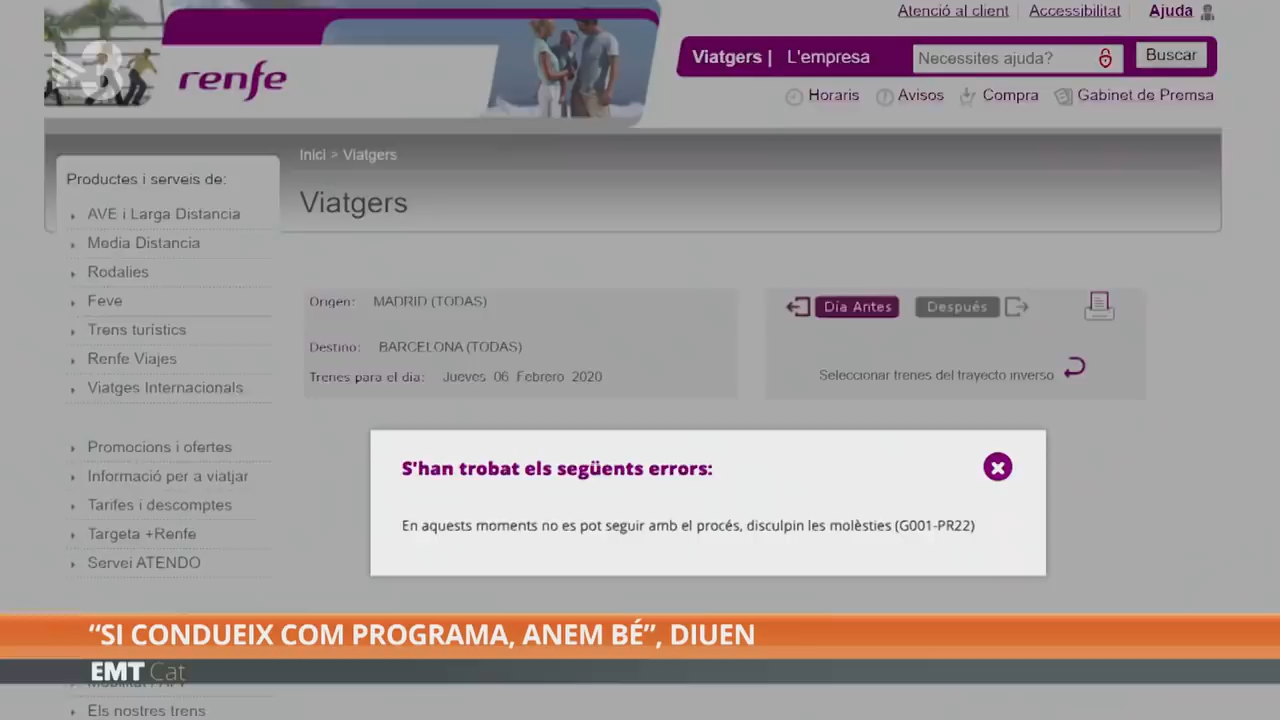 Atenció al client
Accessibilitat
Ajuda
3
renfe
Viatgers | L'empresa
Necessites ajuda?
Buscar
Horaris
Avisos
Compra
Gabinet de Premsa
Inici > Viatgers
Viatgers
Productes i serveis de:
AVE i Larga Distancia
Media Distancia
Rodalies
Feve
Trens turístics
Renfe Viajes
Viatges Internacionals
Promocions i ofertes
Informació per a viatjar
Tarifes i descomptes
Targeta +Renfe
Servei ATENDO
Origen: MADRID (TODAS)
Destino: BARCELONA (TODAS)
Trenes para el día: Jueves 06 Febrero 2020
Día Antes
Después
Seleccionar trenes del trayecto inverso
S'han trobat els següents errors:
En aquests moments no es pot seguir amb el procés, disculpin les molèsties (G001-PR22)
“SI CONDUEIX COM PROGRAMA, ANEM BÉ”, DIUEN
EMT Cat
Els nostres trens